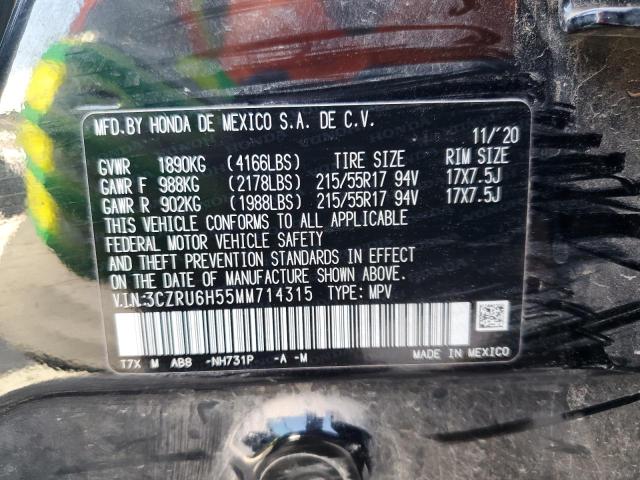 MFD.BY HONDA DE MEXICO S.A. DE C.V.
11/'20
GVWR 1890KG (4166LBS) TIRE SIZE RIM SIZE
GAWR F 988KG (2178LBS) 215/55R17 94V 17X7.5J
GAWR R 902KG (1988LBS) 215/55R17 94V 17X7.5J
THIS VEHICLE CONFORMS TO ALL APPLICABLE
FEDERAL MOTOR VEHICLE SAFETY
AND THEFT PREVENTION STANDARDS IN EFFECT
ON THE DATE OF MANUFACTURE SHOWN ABOVE.
V.I.N:3CZRU6H55MM714315 TYPE: MPV
T7X M AB8 -NH731P -A -M MADE IN MEXICO